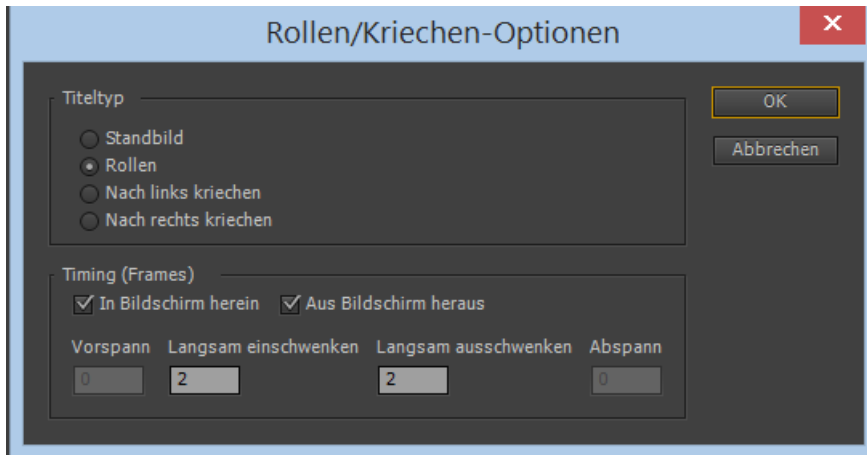 Rollen/Kriechen-Optionen
Titeltyp
OK
Standbild
Abbrechen
Rollen
Nach links kriechen
Nach rechts kriechen
Timing (Frames)
In Bildschirm herein Aus Bildschirm heraus
Vorspann Langsam einschwenken Langsam ausschwenken Abspann
0 2 2 0